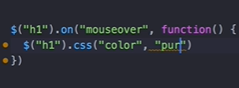 $("h1").on("mouseover", function() {
$("h1").css("color", "pur")
})